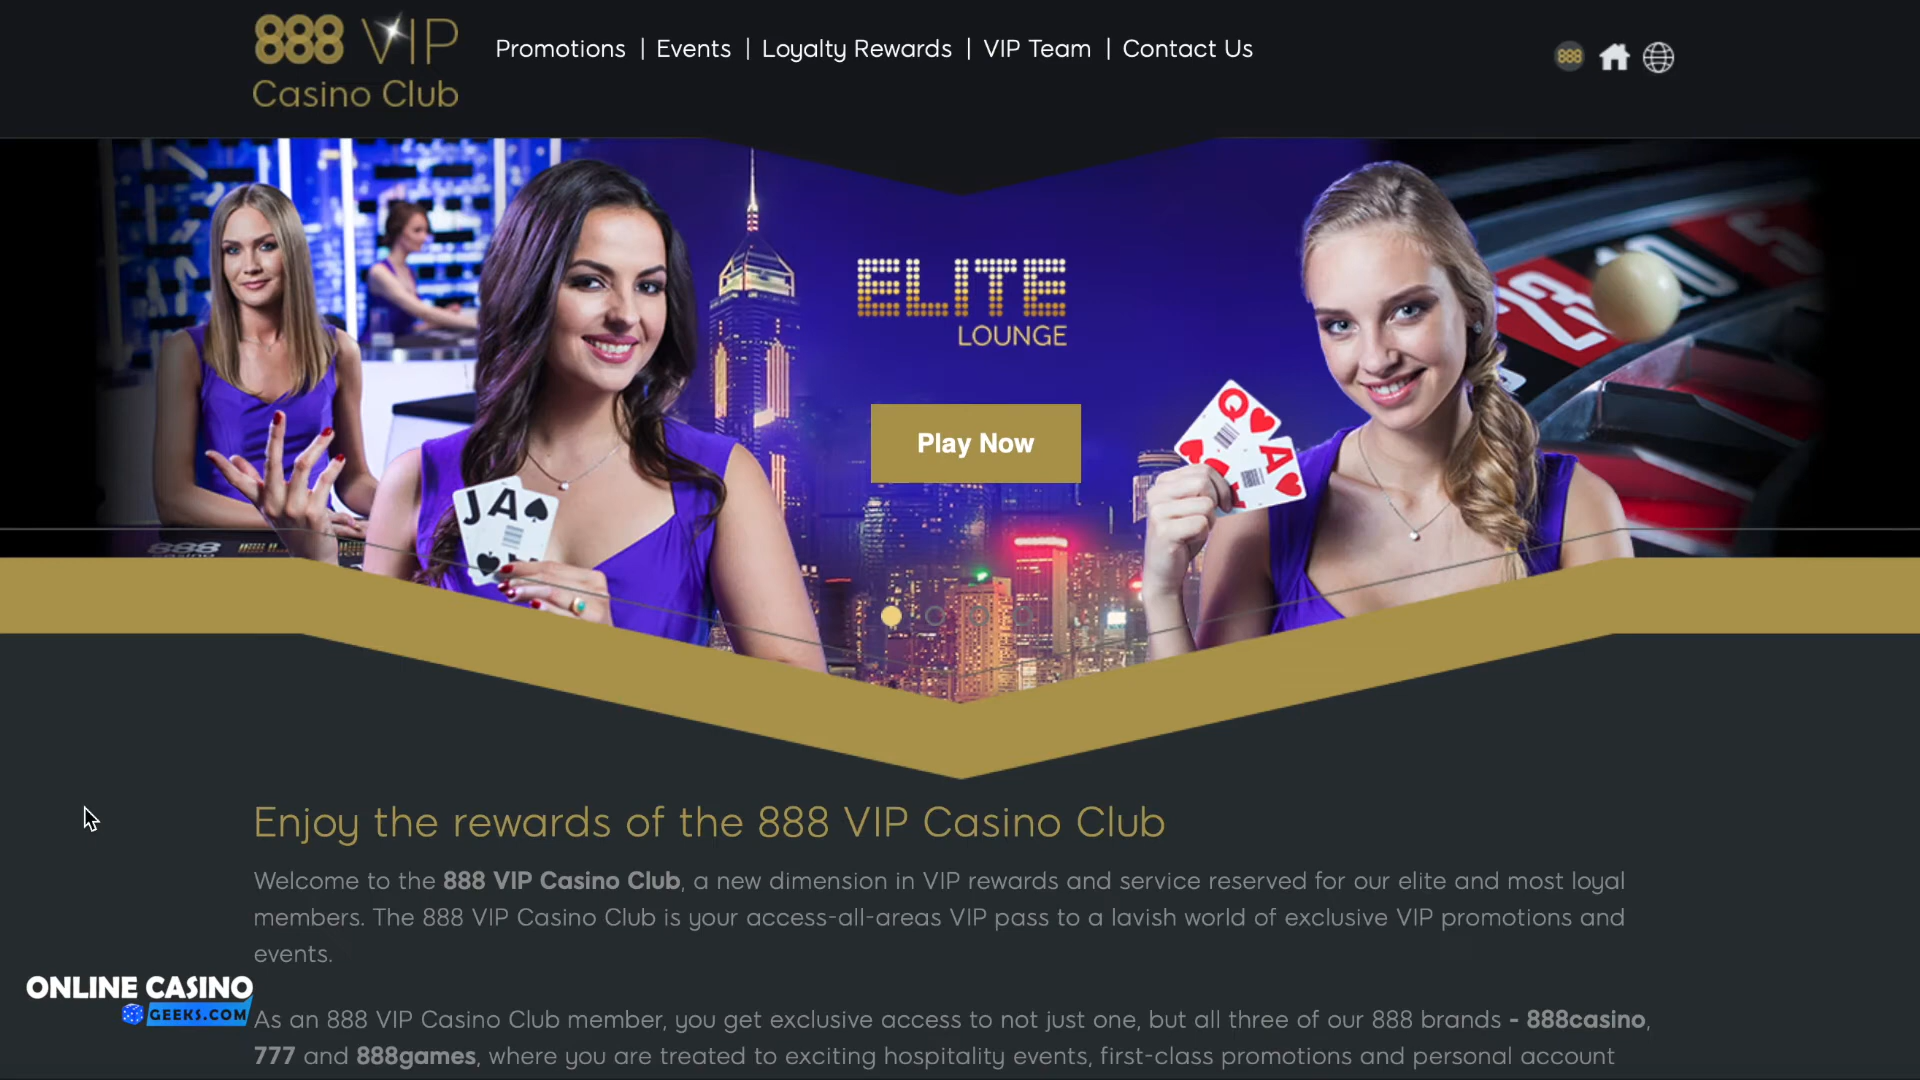 888 VIP
Casino Club
Promotions | Events | Loyalty Rewards | VIP Team | Contact Us
888
ELITE
LOUNGE
Play Now
J A
Q A
23
10
888
Enjoy the rewards of the 888 VIP Casino Club
Welcome to the 888 VIP Casino Club, a new dimension in VIP rewards and service reserved for our elite and most loyal
members. The 888 VIP Casino Club is your access-all-areas VIP pass to a lavish world of exclusive VIP promotions and
events.
ONLINE CASINO
GEEKS.COM
As an 888 VIP Casino Club member, you get exclusive access to not just one, but all three of our 888 brands - 888casino,
777 and 888games, where you are treated to exciting hospitality events, first-class promotions and personal account